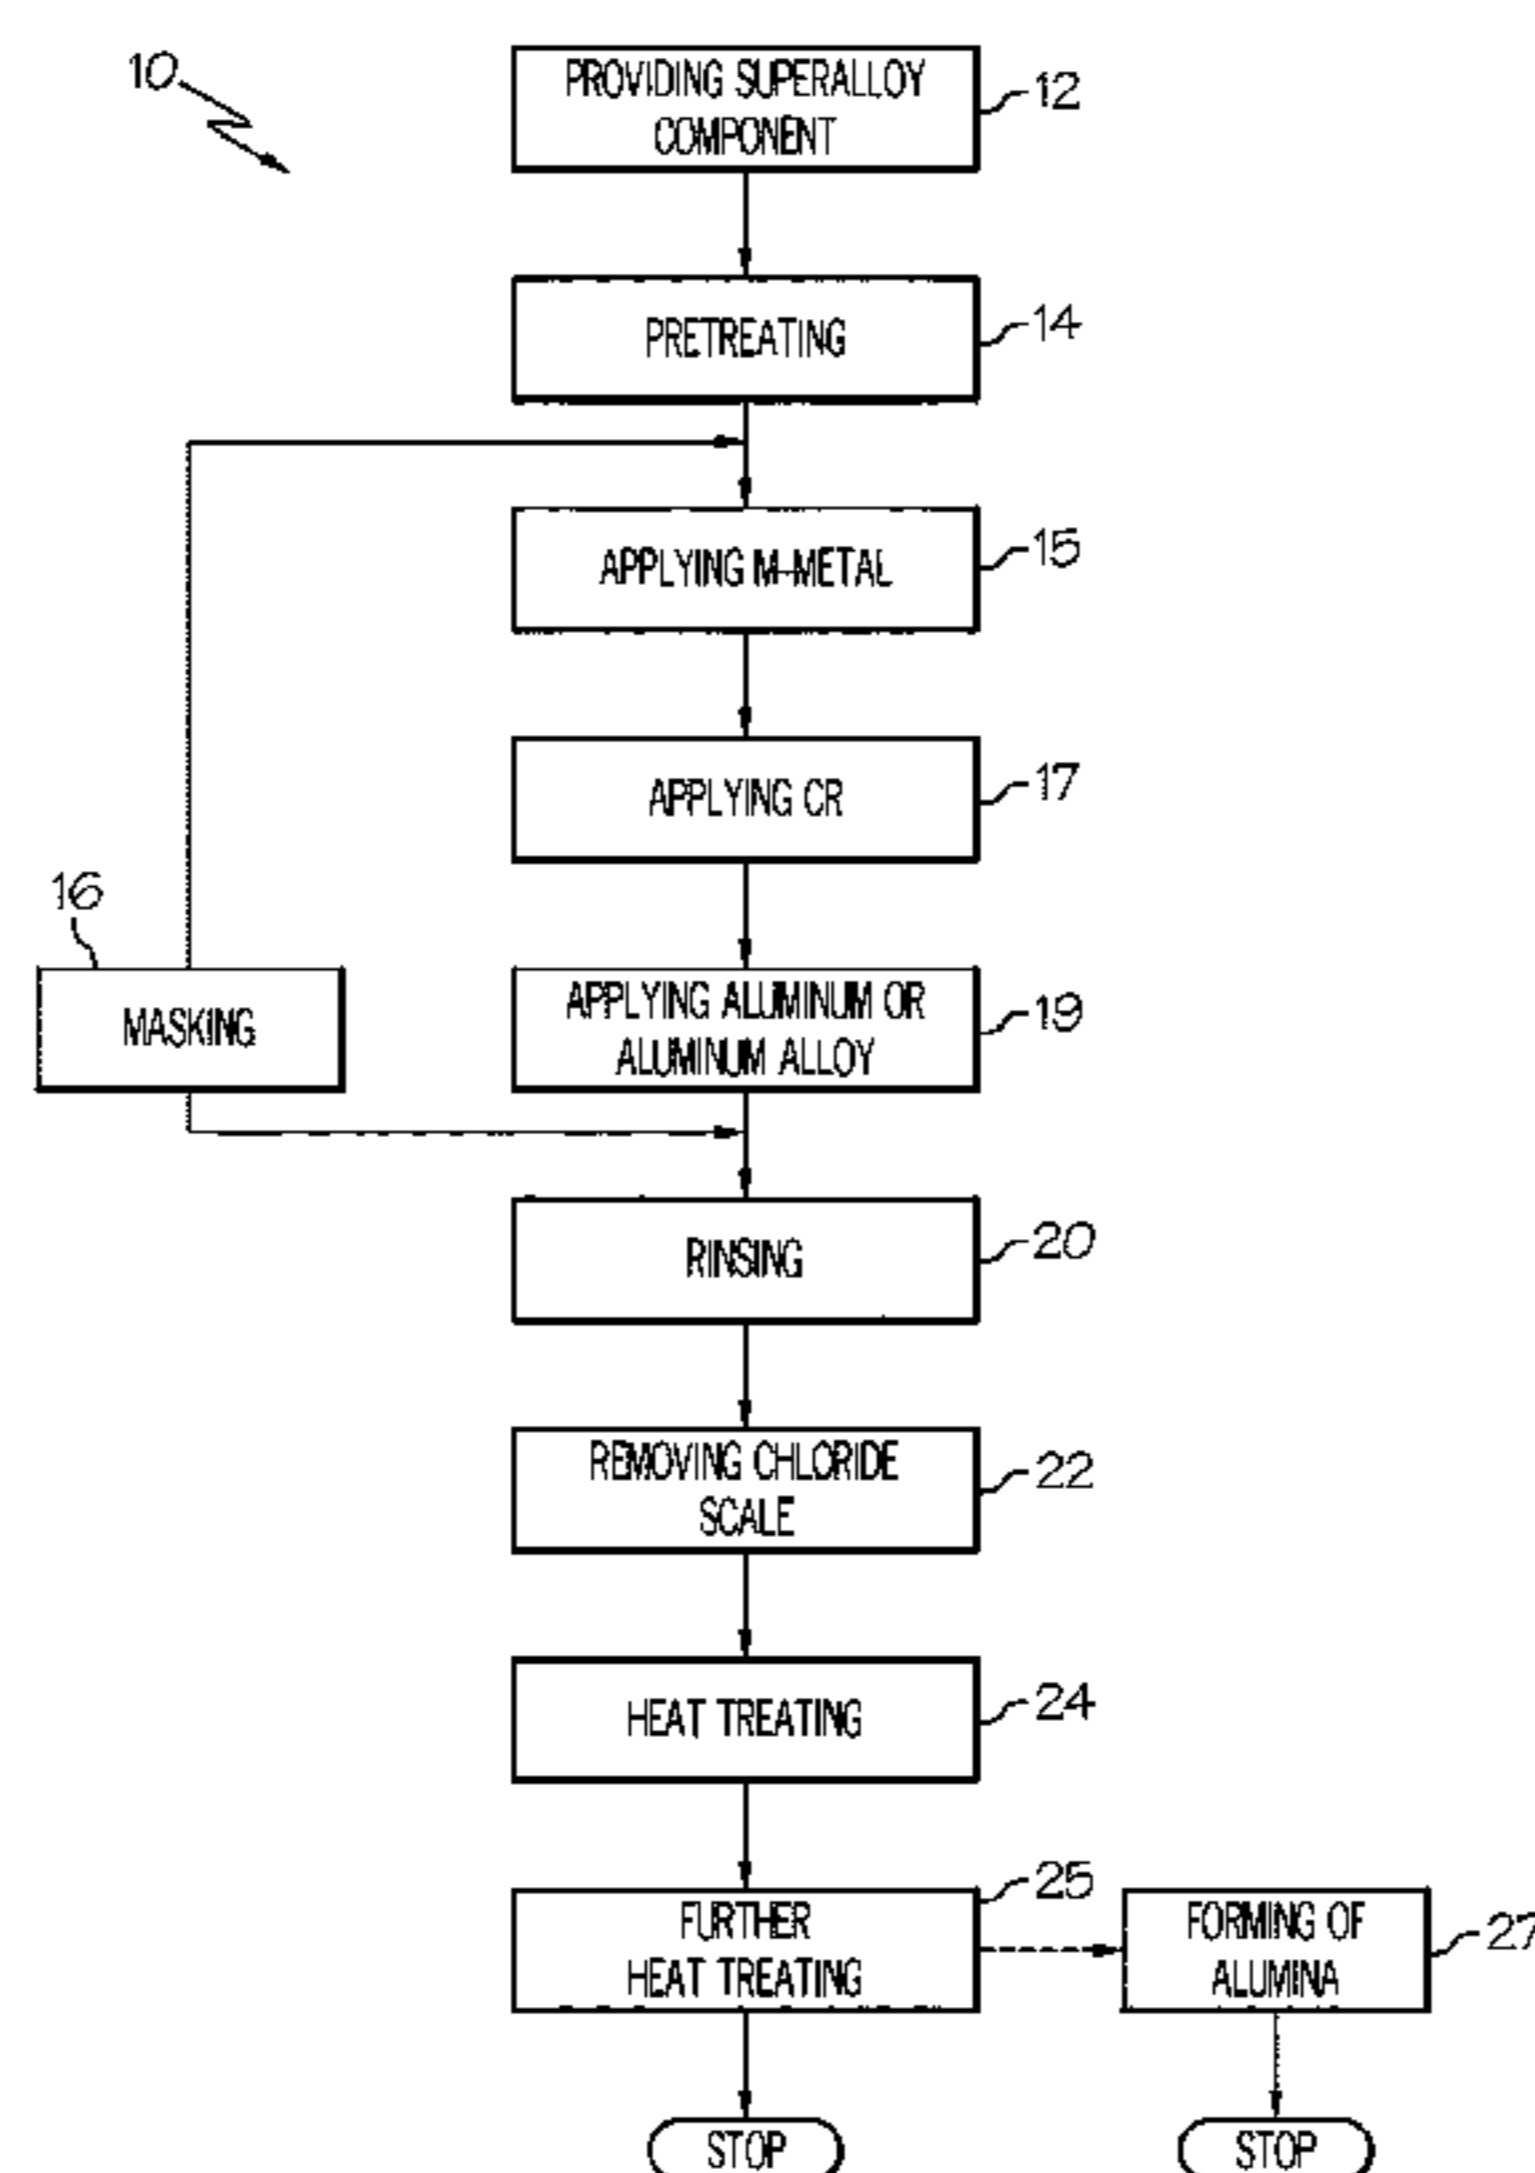 10
PROVIDING SUPERALLOY
COMPONENT
12
PRETREATING
14
APPLYING M-METAL
15
APPLYING CR
17
16
MASKING
APPLYING ALUMINUM OR
ALUMINUM ALLOY
19
RINSING
20
REMOVING CHLORIDE
SCALE
22
HEAT TREATING
24
FURTHER
HEAT TREATING
25
FORMING OF
ALUMINA
27
STOP
STOP